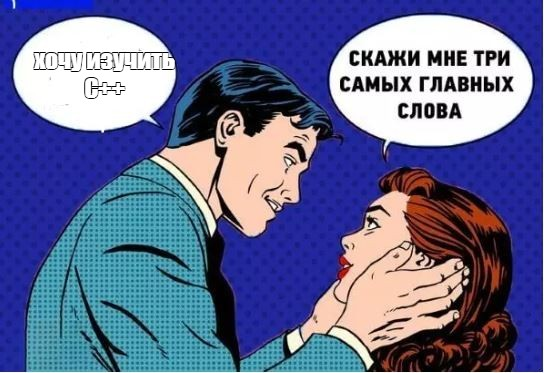 ХОЧУ ИЗУЧИТЬ
C++
СКАЖИ МНЕ ТРИ
САМЫХ ГЛАВНЫХ
СЛОВА